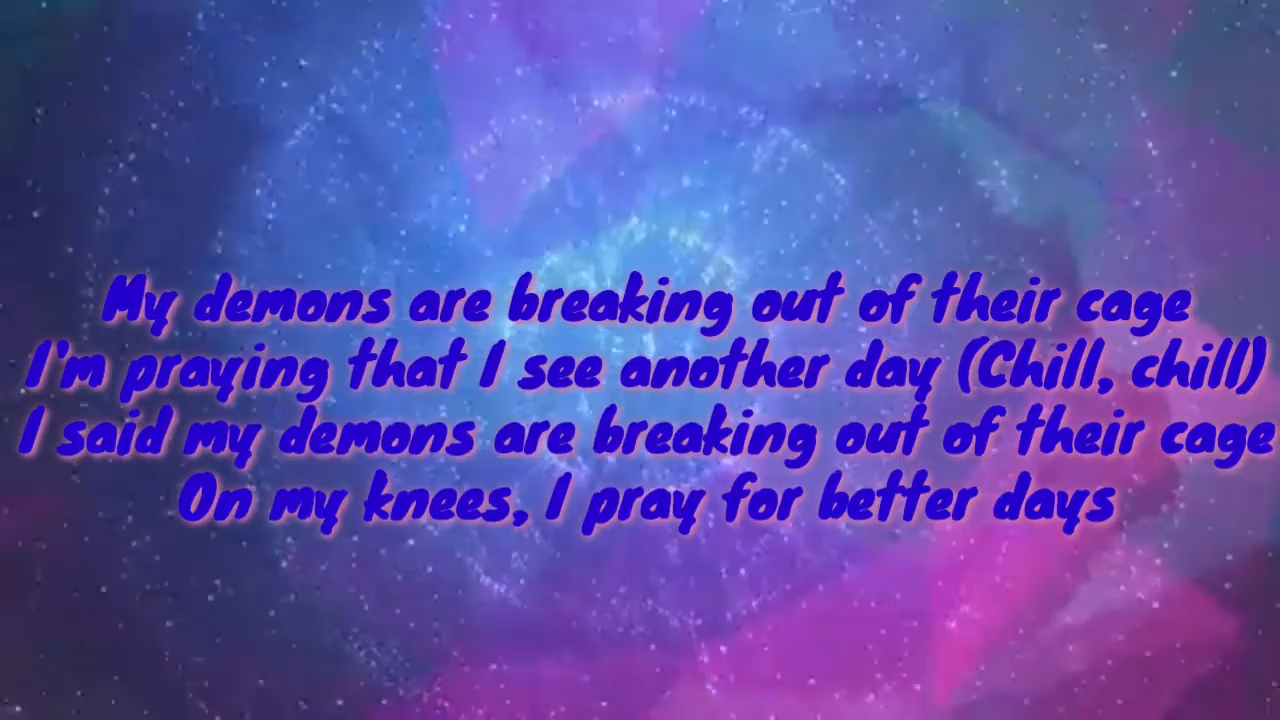 My demons are breaking out of their cage
I'm praying that I see another day (Chill, chill)
I said my demons are breaking out of their cage
On my knees, I pray for better days